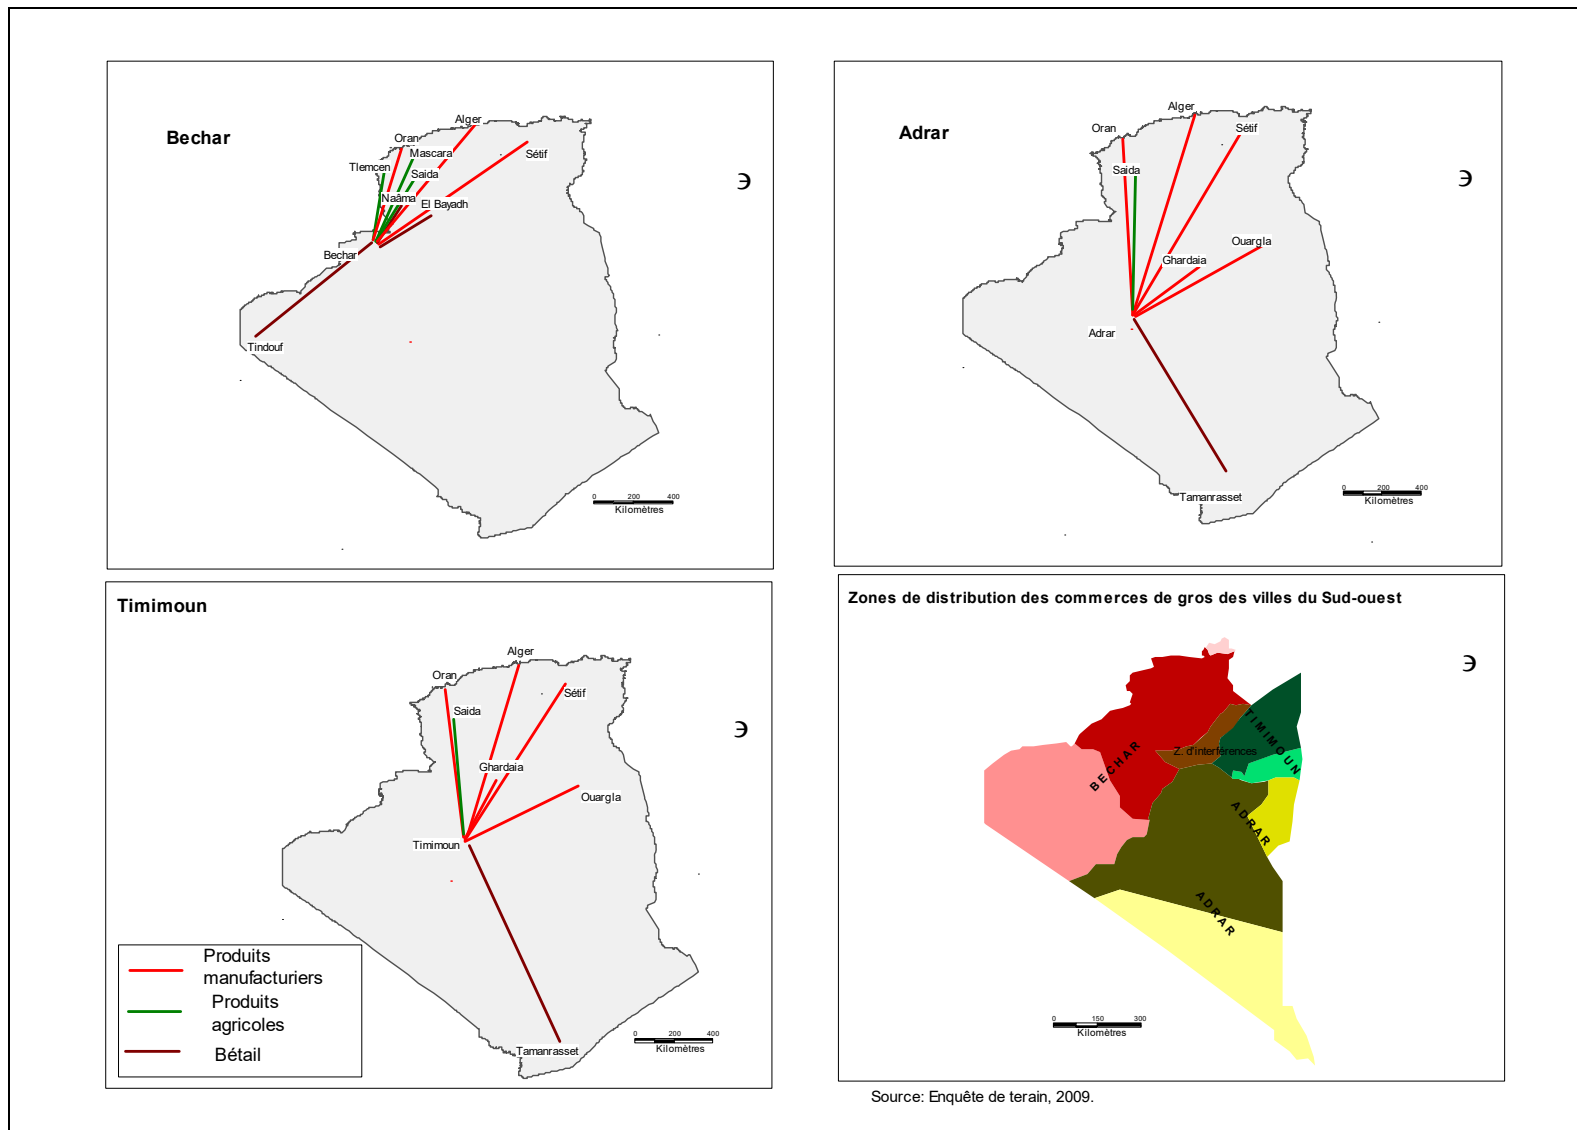 Bechar
Alger
Oran
Mascara
Sétif
Tlemcen
Saida
Naâma
El Bayadh
Bechar
Tindouf
0 200 400
Kilomètres
Adrar
Alger
Oran
Sétif
Saida
Ouargla
Ghardaia
Adrar
Tamanrasset
0 200 400
Kilomètres
Timimoun
Alger
Oran
Sétif
Saida
Ghardaia
Ouargla
Timimoun
Tamanrasset
0 200 400
Kilomètres
Produits
manufacturiers
Produits
agricoles
Bétail
Zones de distribution des commerces de gros des villes du Sud-ouest
TIMIMOUN
Z. d'interférences
BECHAR
ADRAR
ADRAR
0 150 300
Kilomètres
Source: Enquête de terain, 2009.